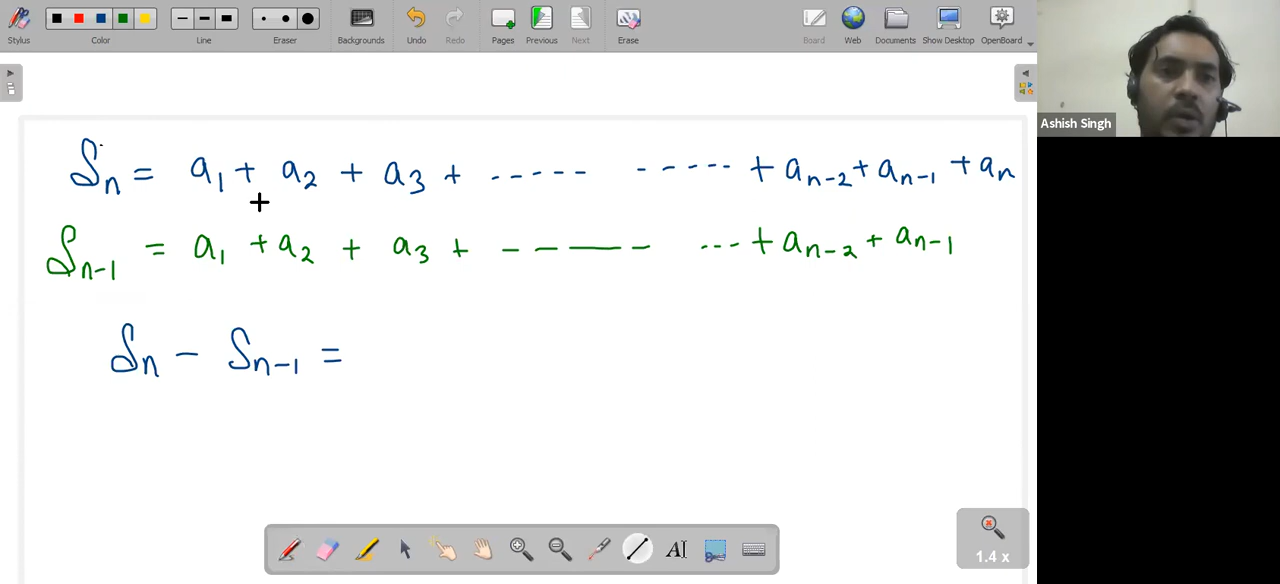 Stylus Color Line Eraser Backgrounds Undo Redo Pages Previous Next Erase Board Web Documents Show Desktop OpenBoard
Ashish Singh
Sₙ = a₁ + a₂ + a₃ + ----- ----- + aₙ₋₂ + aₙ₋₁ + aₙ
Sₙ₋₁ = a₁ + a₂ + a₃ + ----- ... + aₙ₋₂ + aₙ₋₁
Sₙ - Sₙ₋₁ =
AI
1.4 x